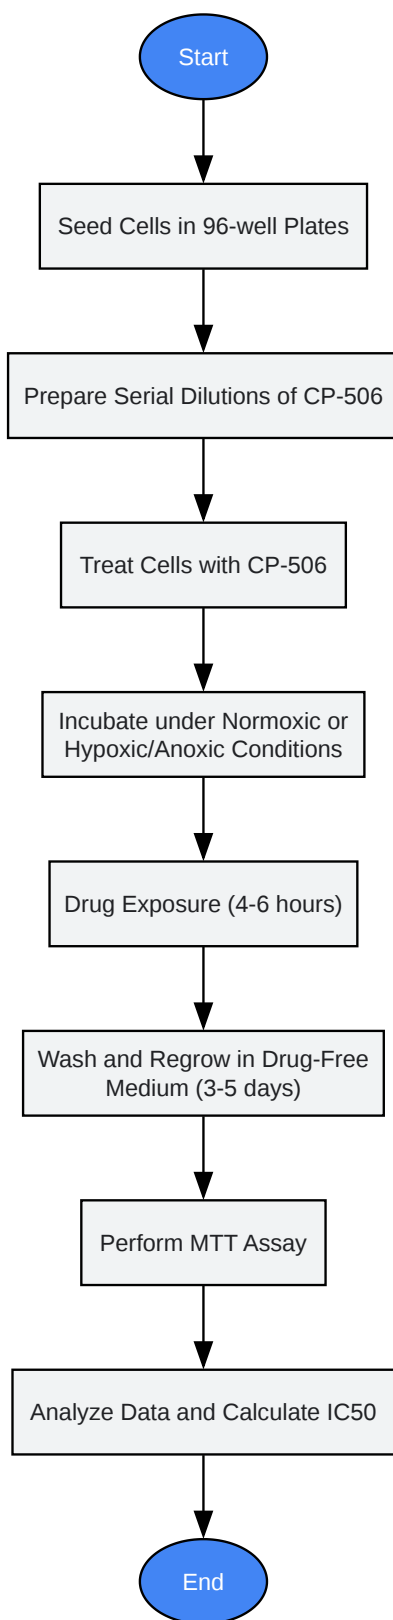 Start
Seed Cells in 96-well Plates
Prepare Serial Dilutions of CP-506
Treat Cells with CP-506
Incubate under Normoxic or
Hypoxic/Anoxic Conditions
Drug Exposure (4-6 hours)
Wash and Regrow in Drug-Free
Medium (3-5 days)
Perform MTT Assay
Analyze Data and Calculate IC50
End